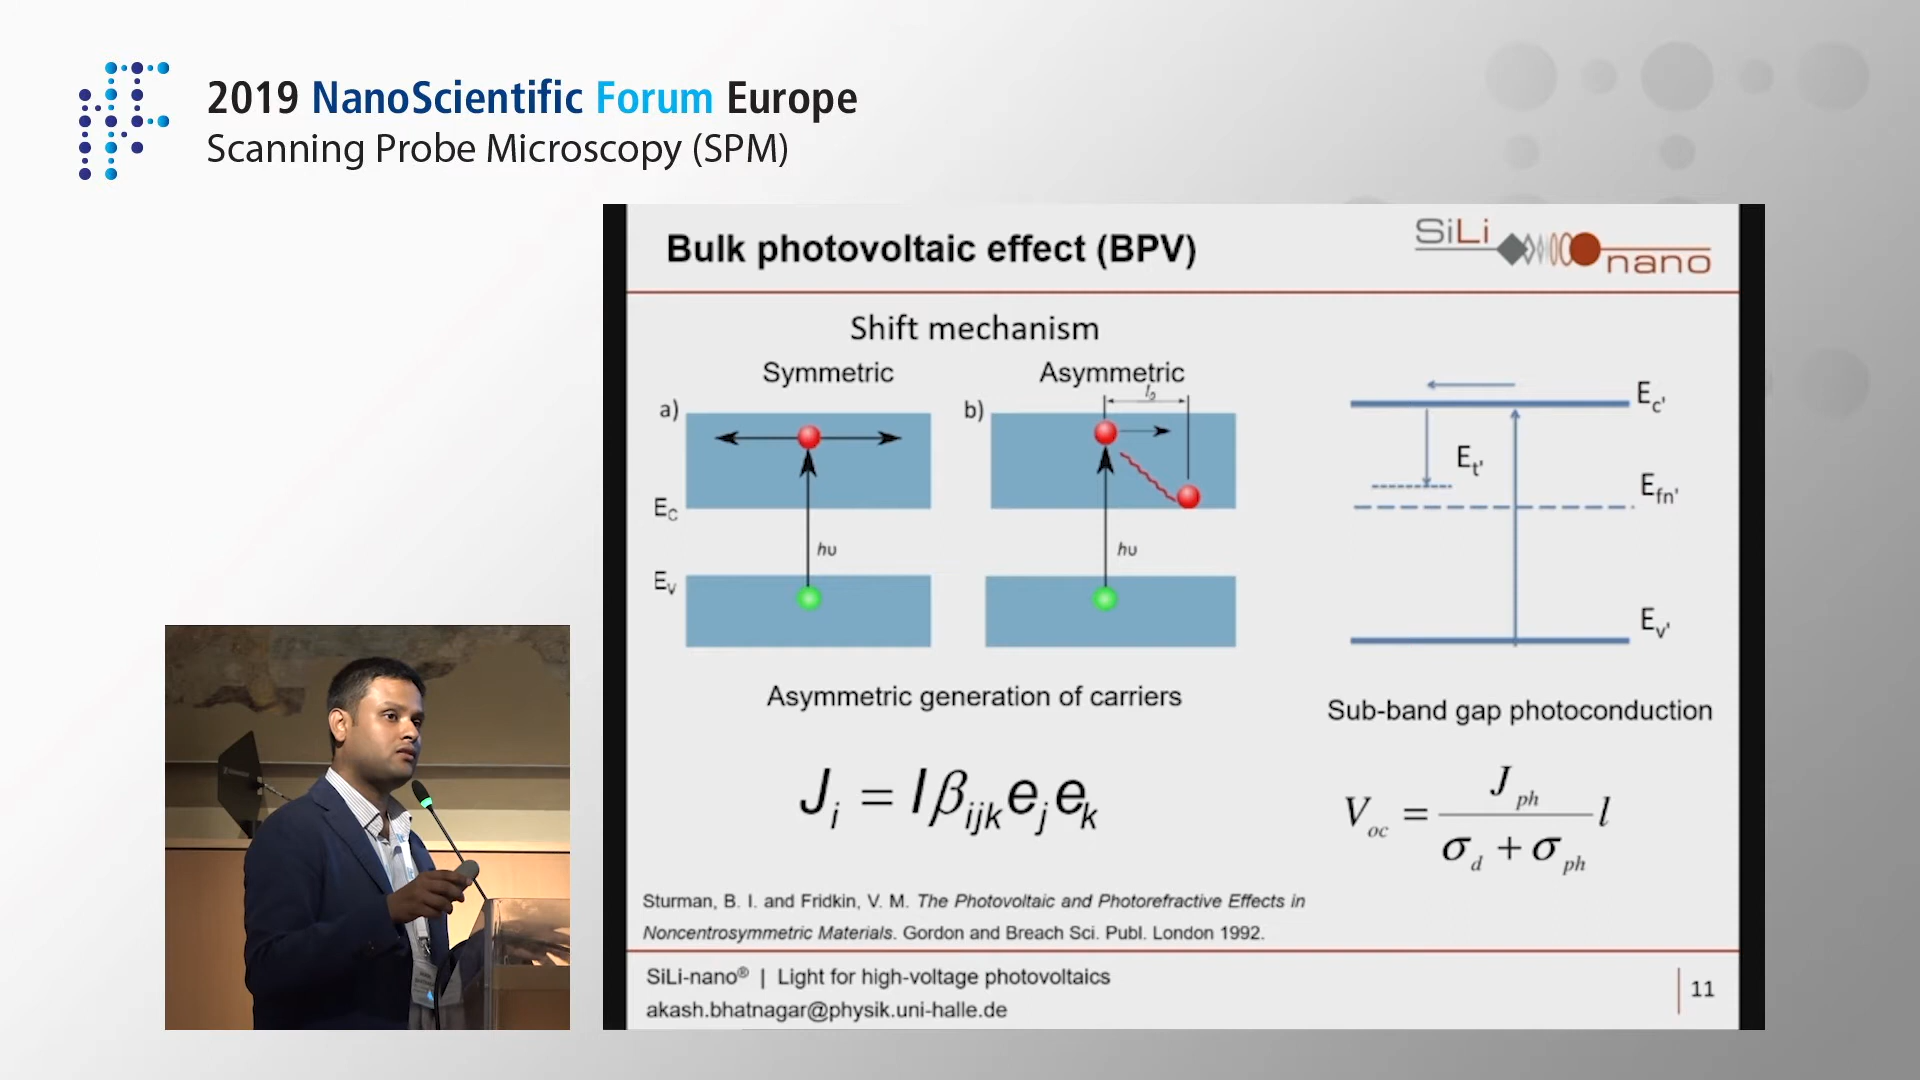 2019 NanoScientific Forum Europe
Scanning Probe Microscopy (SPM)
Bulk photovoltaic effect (BPV)
SiLi
nano
Shift mechanism
Symmetric
Asymmetric
a)
b)
E_C
E_V
hυ
hυ
E_c'
E_t'
E_fn'
E_v'
Asymmetric generation of carriers
Sub-band gap photoconduction
J_i = Iβ_ijk e_j e_k
V_oc = J_ph / (σ_d + σ_ph) l
Sturman, B. I. and Fridkin, V. M. The Photovoltaic and Photorefractive Effects in
Noncentrosymmetric Materials. Gordon and Breach Sci. Publ. London 1992.
SiLi-nano® | Light for high-voltage photovoltaics
akash.bhatnagar@physik.uni-halle.de
11